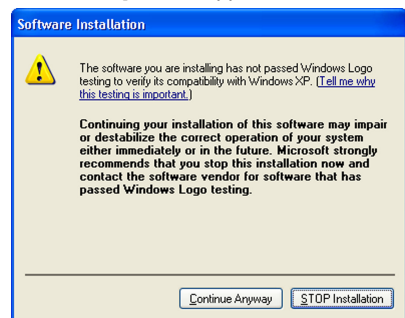 Software Installation
The software you are installing has not passed Windows Logo
testing to verify its compatibility with Windows XP. (Tell me why
this testing is important.)
Continuing your installation of this software may impair
or destabilize the correct operation of your system
either immediately or in the future. Microsoft strongly
recommends that you stop this installation now and
contact the software vendor for software that has
passed Windows Logo testing.
Continue Anyway
STOP Installation